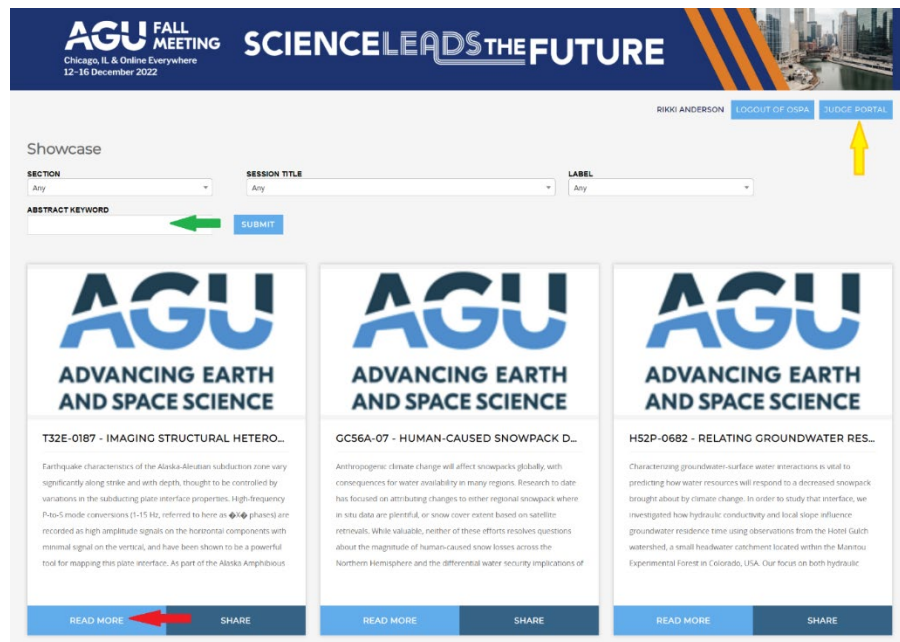 AGU FALL MEETING
Chicago, IL & Online Everywhere
12–16 December 2022
SCIENCE LEADS THE FUTURE
RIKKI ANDERSON LOGOUT OF OSPA JUDGE PORTAL
Showcase
SECTION SESSION TITLE LABEL
Any Any Any
ABSTRACT KEYWORD
SUBMIT
AGU
ADVANCING EARTH
AND SPACE SCIENCE
T32E-0187 - IMAGING STRUCTURAL HETERO...
Earthquake characteristics of the Alaska-Aleutian subduction zone vary
significantly along strike and with depth, thought to be controlled by
variations in the subducting plate interface properties. High-frequency
P-to-S mode conversions (1-15 Hz, referred to here as �X� phases) are
recorded as high amplitude signals on the horizontal components with
minimal signal on the vertical, and have been shown to be a powerful
tool for mapping this plate interface. As part of the Alaska Amphibious
READ MORE SHARE
AGU
ADVANCING EARTH
AND SPACE SCIENCE
GC56A-07 - HUMAN-CAUSED SNOWPACK D...
Anthropogenic climate change will affect snowpacks globally, with
consequences for water availability in many regions. Research to date
has focused on attributing changes to either regional snowpack where
in situ data are plentiful, or snow cover extent based on satellite
retrievals. While valuable, neither of these efforts resolves questions
about the magnitude of human-caused snow losses across the
Northern Hemisphere and the differential water security implications of
READ MORE SHARE
AGU
ADVANCING EARTH
AND SPACE SCIENCE
H52P-0682 - RELATING GROUNDWATER RES...
Characterizing groundwater-surface water interactions is vital to
predicting how water resources will respond to a decreased snowpack
brought about by climate change. In order to study that interface, we
investigated how hydraulic conductivity and local slope influence
groundwater residence time using observations from the Hotel Gulch
watershed, a small headwater catchment located within the Manitou
Experimental Forest in Colorado, USA. Our focus on both hydraulic
READ MORE SHARE